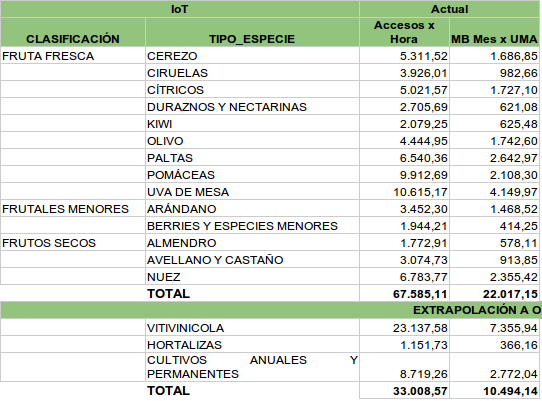 IoT Actual
CLASIFICACIÓN TIPO_ESPECIE Accesos x Hora MB Mes x UMA
FRUTA FRESCA CEREZO 5.311,52 1.686,85
CIRUELAS 3.926,01 982,66
CÍTRICOS 5.021,57 1.727,10
DURAZNOS Y NECTARINAS 2.705,69 621,08
KIWI 2.079,25 625,48
OLIVO 4.444,95 1.742,60
PALTAS 6.540,36 2.642,97
POMÁCEAS 9.912,69 2.108,30
UVA DE MESA 10.615,17 4.149,97
FRUTALES MENORES ARÁNDANO 3.452,30 1.468,52
BERRIES Y ESPECIES MENORES 1.944,21 414,25
FRUTOS SECOS ALMENDRO 1.772,91 578,11
AVELLANO Y CASTAÑO 3.074,73 913,85
NUEZ 6.783,77 2.355,42
TOTAL 67.585,11 22.017,15
EXTRAPOLACIÓN A O
VITIVINICOLA 23.137,58 7.355,94
HORTALIZAS 1.151,73 366,16
CULTIVOS ANUALES Y
PERMANENTES 8.719,26 2.772,04
TOTAL 33.008,57 10.494,14